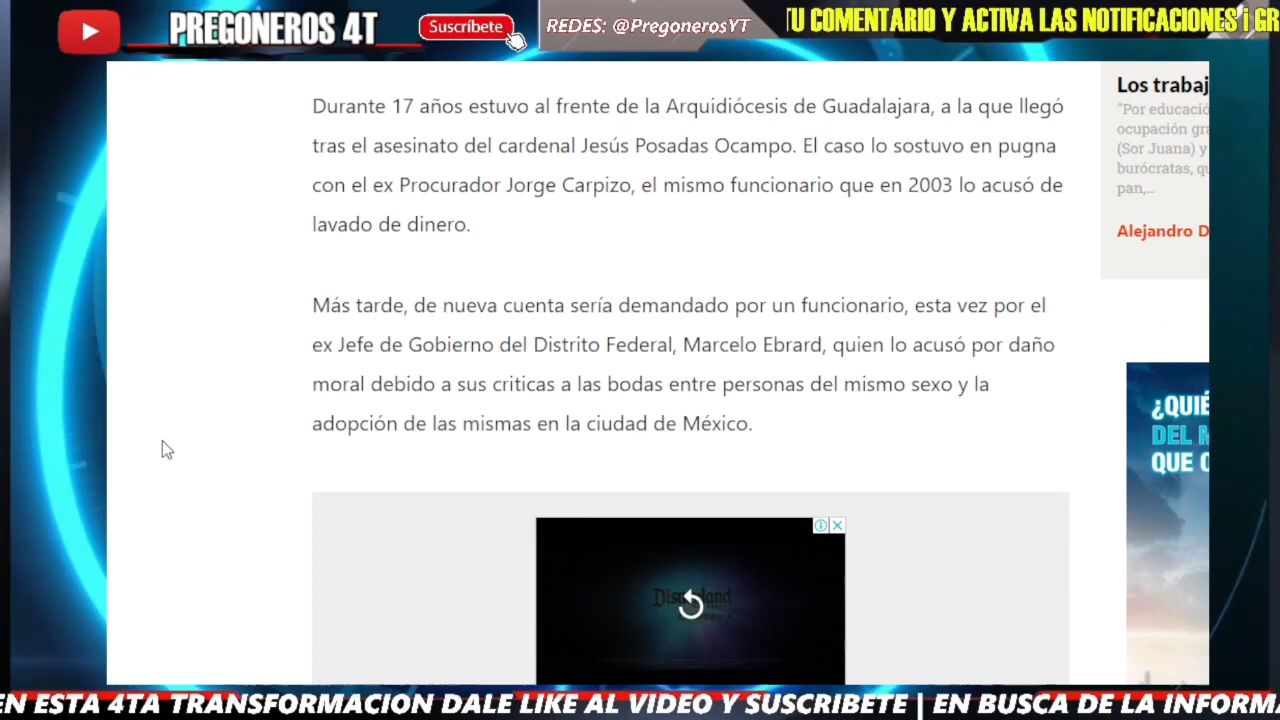 PREGONEROS 4T
Suscríbete
REDES: @PregonerosYT
TU COMENTARIO Y ACTIVA LAS NOTIFICACIONES ¡ GR
Durante 17 años estuvo al frente de la Arquidiócesis de Guadalajara, a la que llegó
tras el asesinato del cardenal Jesús Posadas Ocampo. El caso lo sostuvo en pugna
con el ex Procurador Jorge Carpizo, el mismo funcionario que en 2003 lo acusó de
lavado de dinero.
Más tarde, de nueva cuenta sería demandado por un funcionario, esta vez por el
ex Jefe de Gobierno del Distrito Federal, Marcelo Ebrard, quien lo acusó por daño
moral debido a sus criticas a las bodas entre personas del mismo sexo y la
adopción de las mismas en la ciudad de México.
Los trabaj
"Por educació
ocupación gra
(Sor Juana) y
burócratas, qu
pan,...
Alejandro D
¿QUIÉ
DEL M
QUE C
EN ESTA 4TA TRANSFORMACION DALE LIKE AL VIDEO Y SUSCRIBETE | EN BUSCA DE LA INFORMA